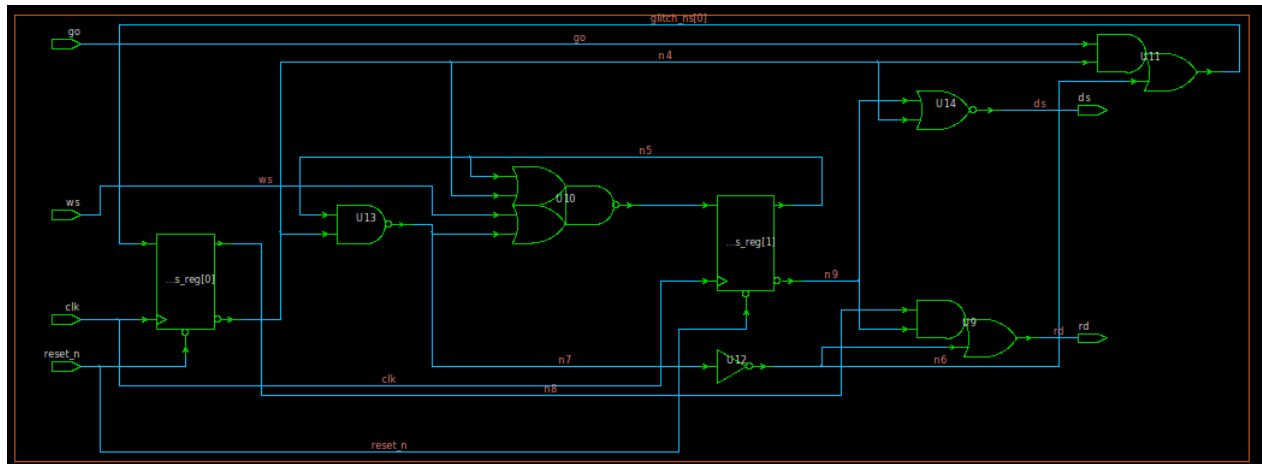 glitch_ns[0]
go
go
n4
U11
U14
ds
ds
n5
ws
ws
U10
U13
...s_reg[1]
n9
...s_reg[0]
clk
U9
rd
rd
reset_n
n7
U12
n6
clk
n8
reset_n